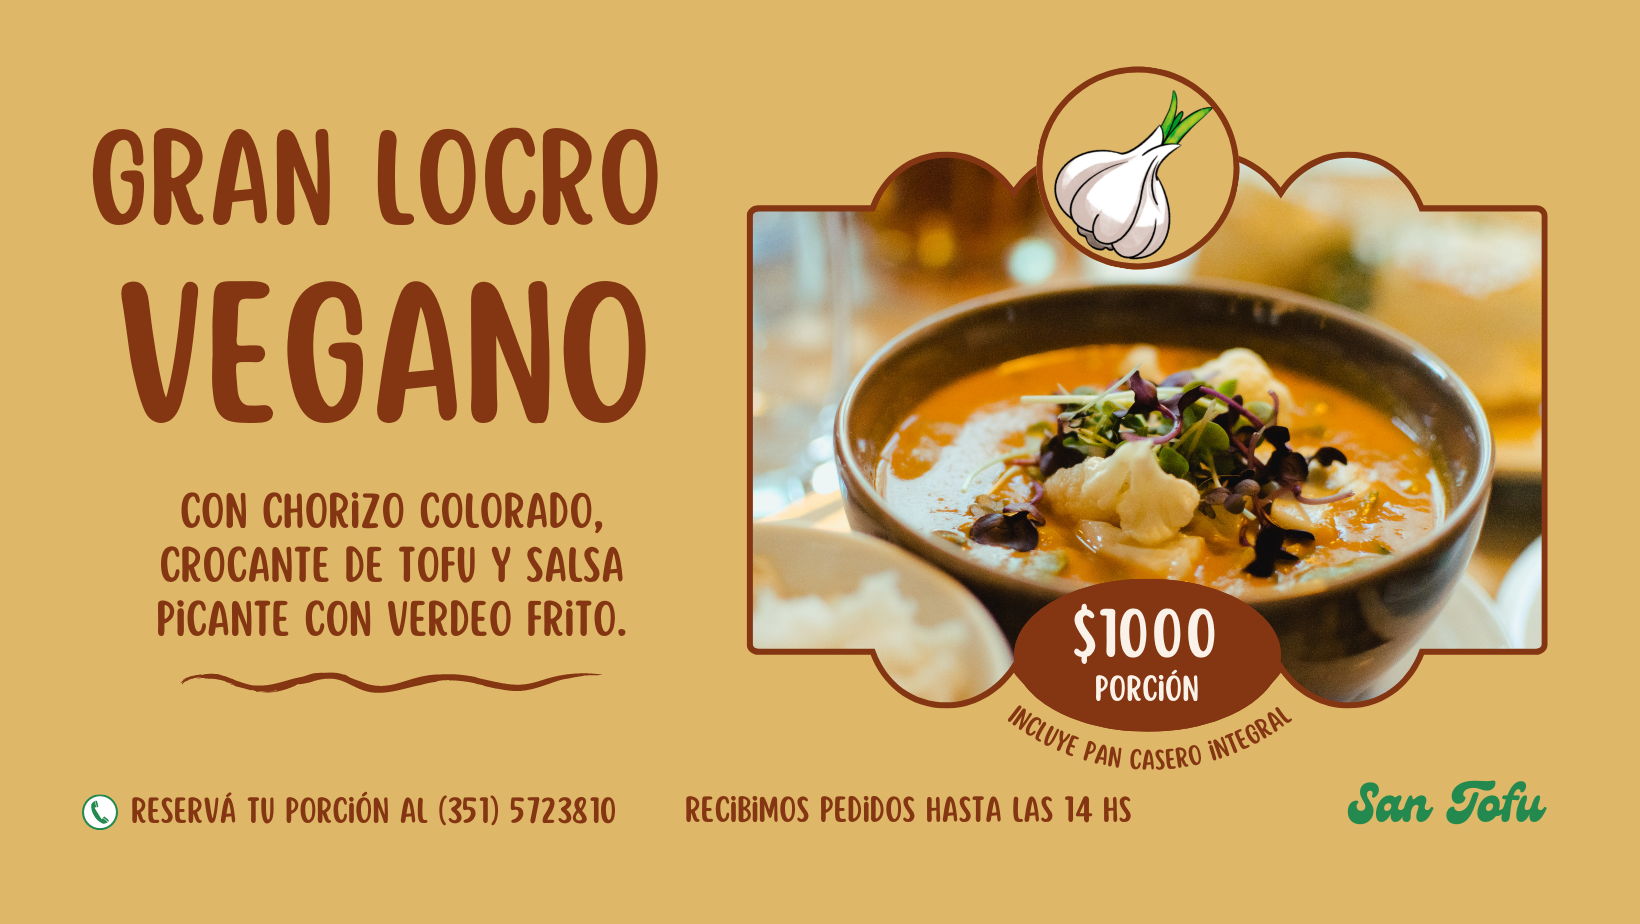 GRAN LOCRO
VEGANO
CON CHORiZO COLORADO,
CROCANTE DE TOFU Y SALSA
PiCANTE CON VERDEO FRiTO.
$1000
PORCiÓN
INCLUYE PAN CASERO iNTEGRAL
RESERVÁ TU PORCiÓN AL (351) 5723810
RECiBiMOS PEDiDOS HASTA LAS 14 HS
San Tofu